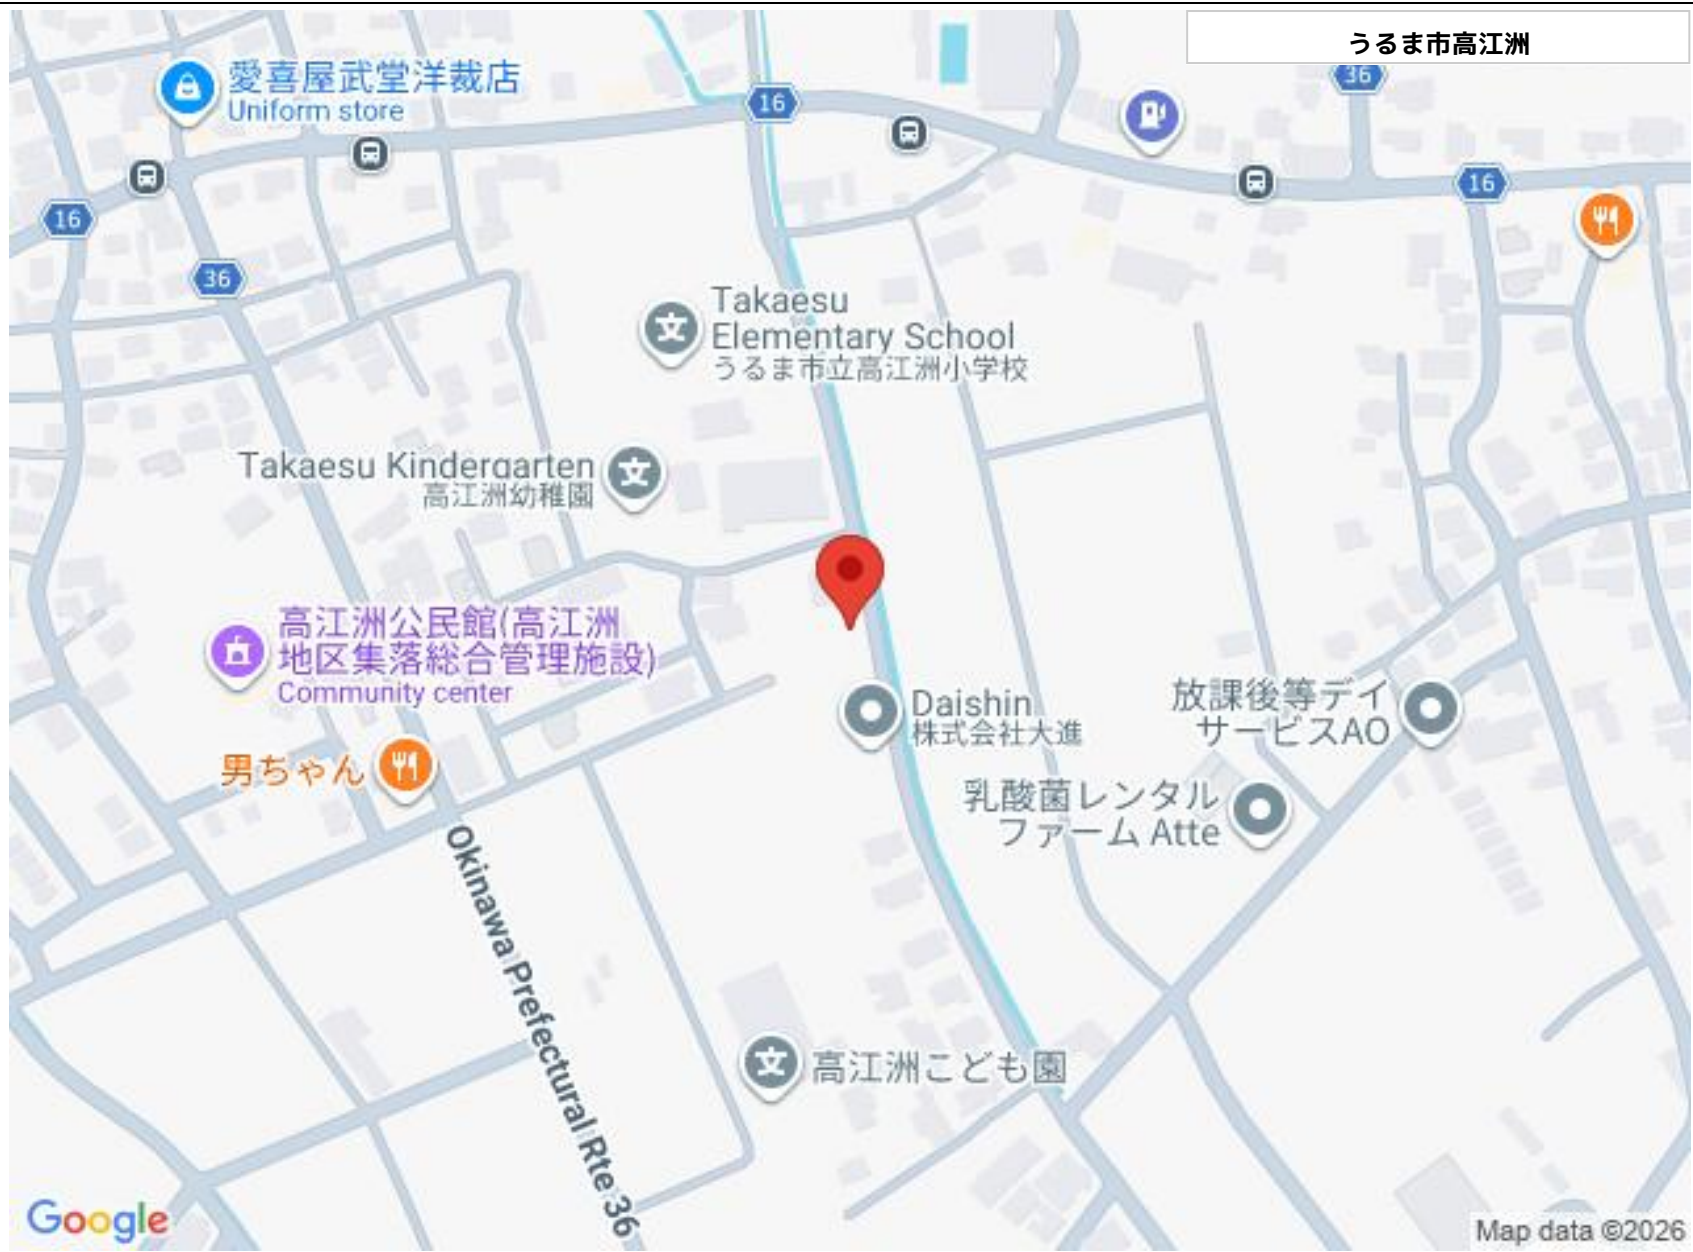 うるま市高江洲
愛喜屋武堂洋裁店
Uniform store
16
36
16
16
36
Takaesu
Elementary School
うるま市立高江洲小学校
Takaesu Kindergarten
高江洲幼稚園
高江洲公民館(高江洲
地区集落総合管理施設)
Community center
Daishin
株式会社大進
放課後等デイ
サービスAO
男ちゃん
乳酸菌レンタル
ファーム Atte
Okinawa Prefectural Rte 36
高江洲こども園
Google
Map data ©2026